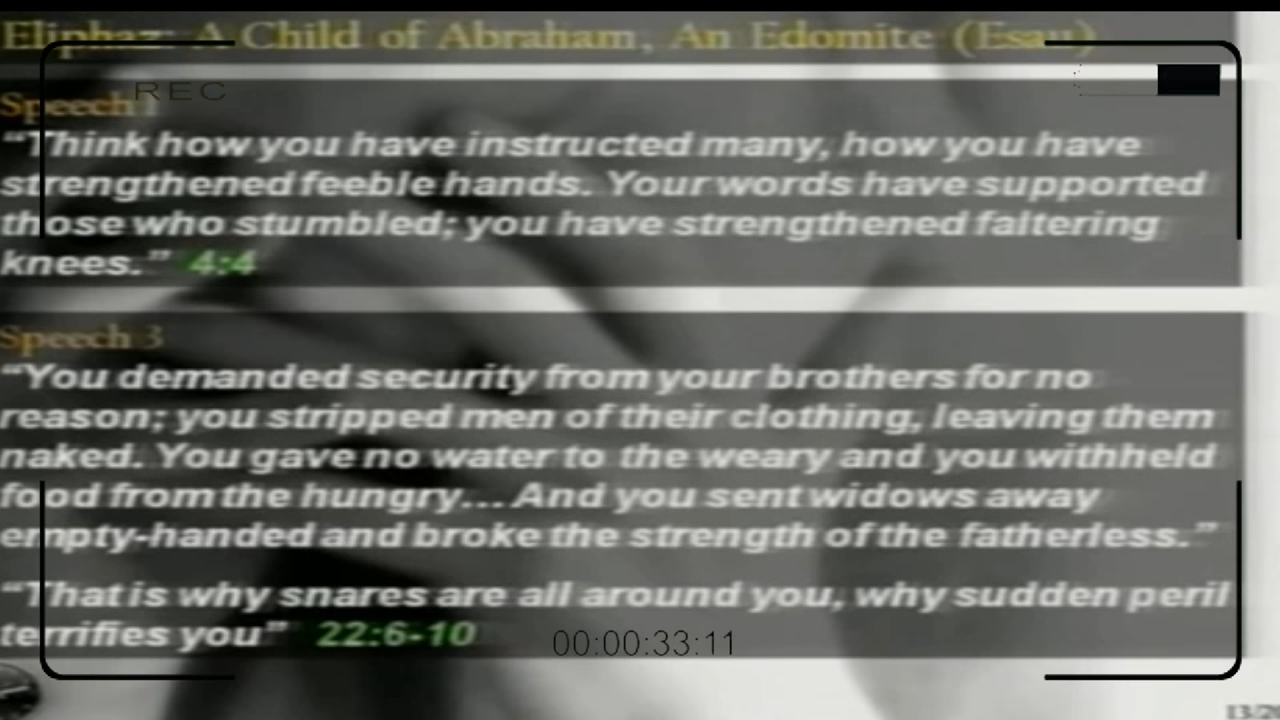 Eliphaz: A Child of Abraham, An Edomite (Esau)
REC
Speech 1
“Think how you have instructed many, how you have
strengthened feeble hands. Your words have supported
those who stumbled; you have strengthened faltering
knees.” 4:4
Speech 3
“You demanded security from your brothers for no
reason; you stripped men of their clothing, leaving them
naked. You gave no water to the weary and you withheld
food from the hungry... And you sent widows away
empty-handed and broke the strength of the fatherless.”
“That is why snares are all around you, why sudden peril
terrifies you” 22:6-10
00:00:33:11